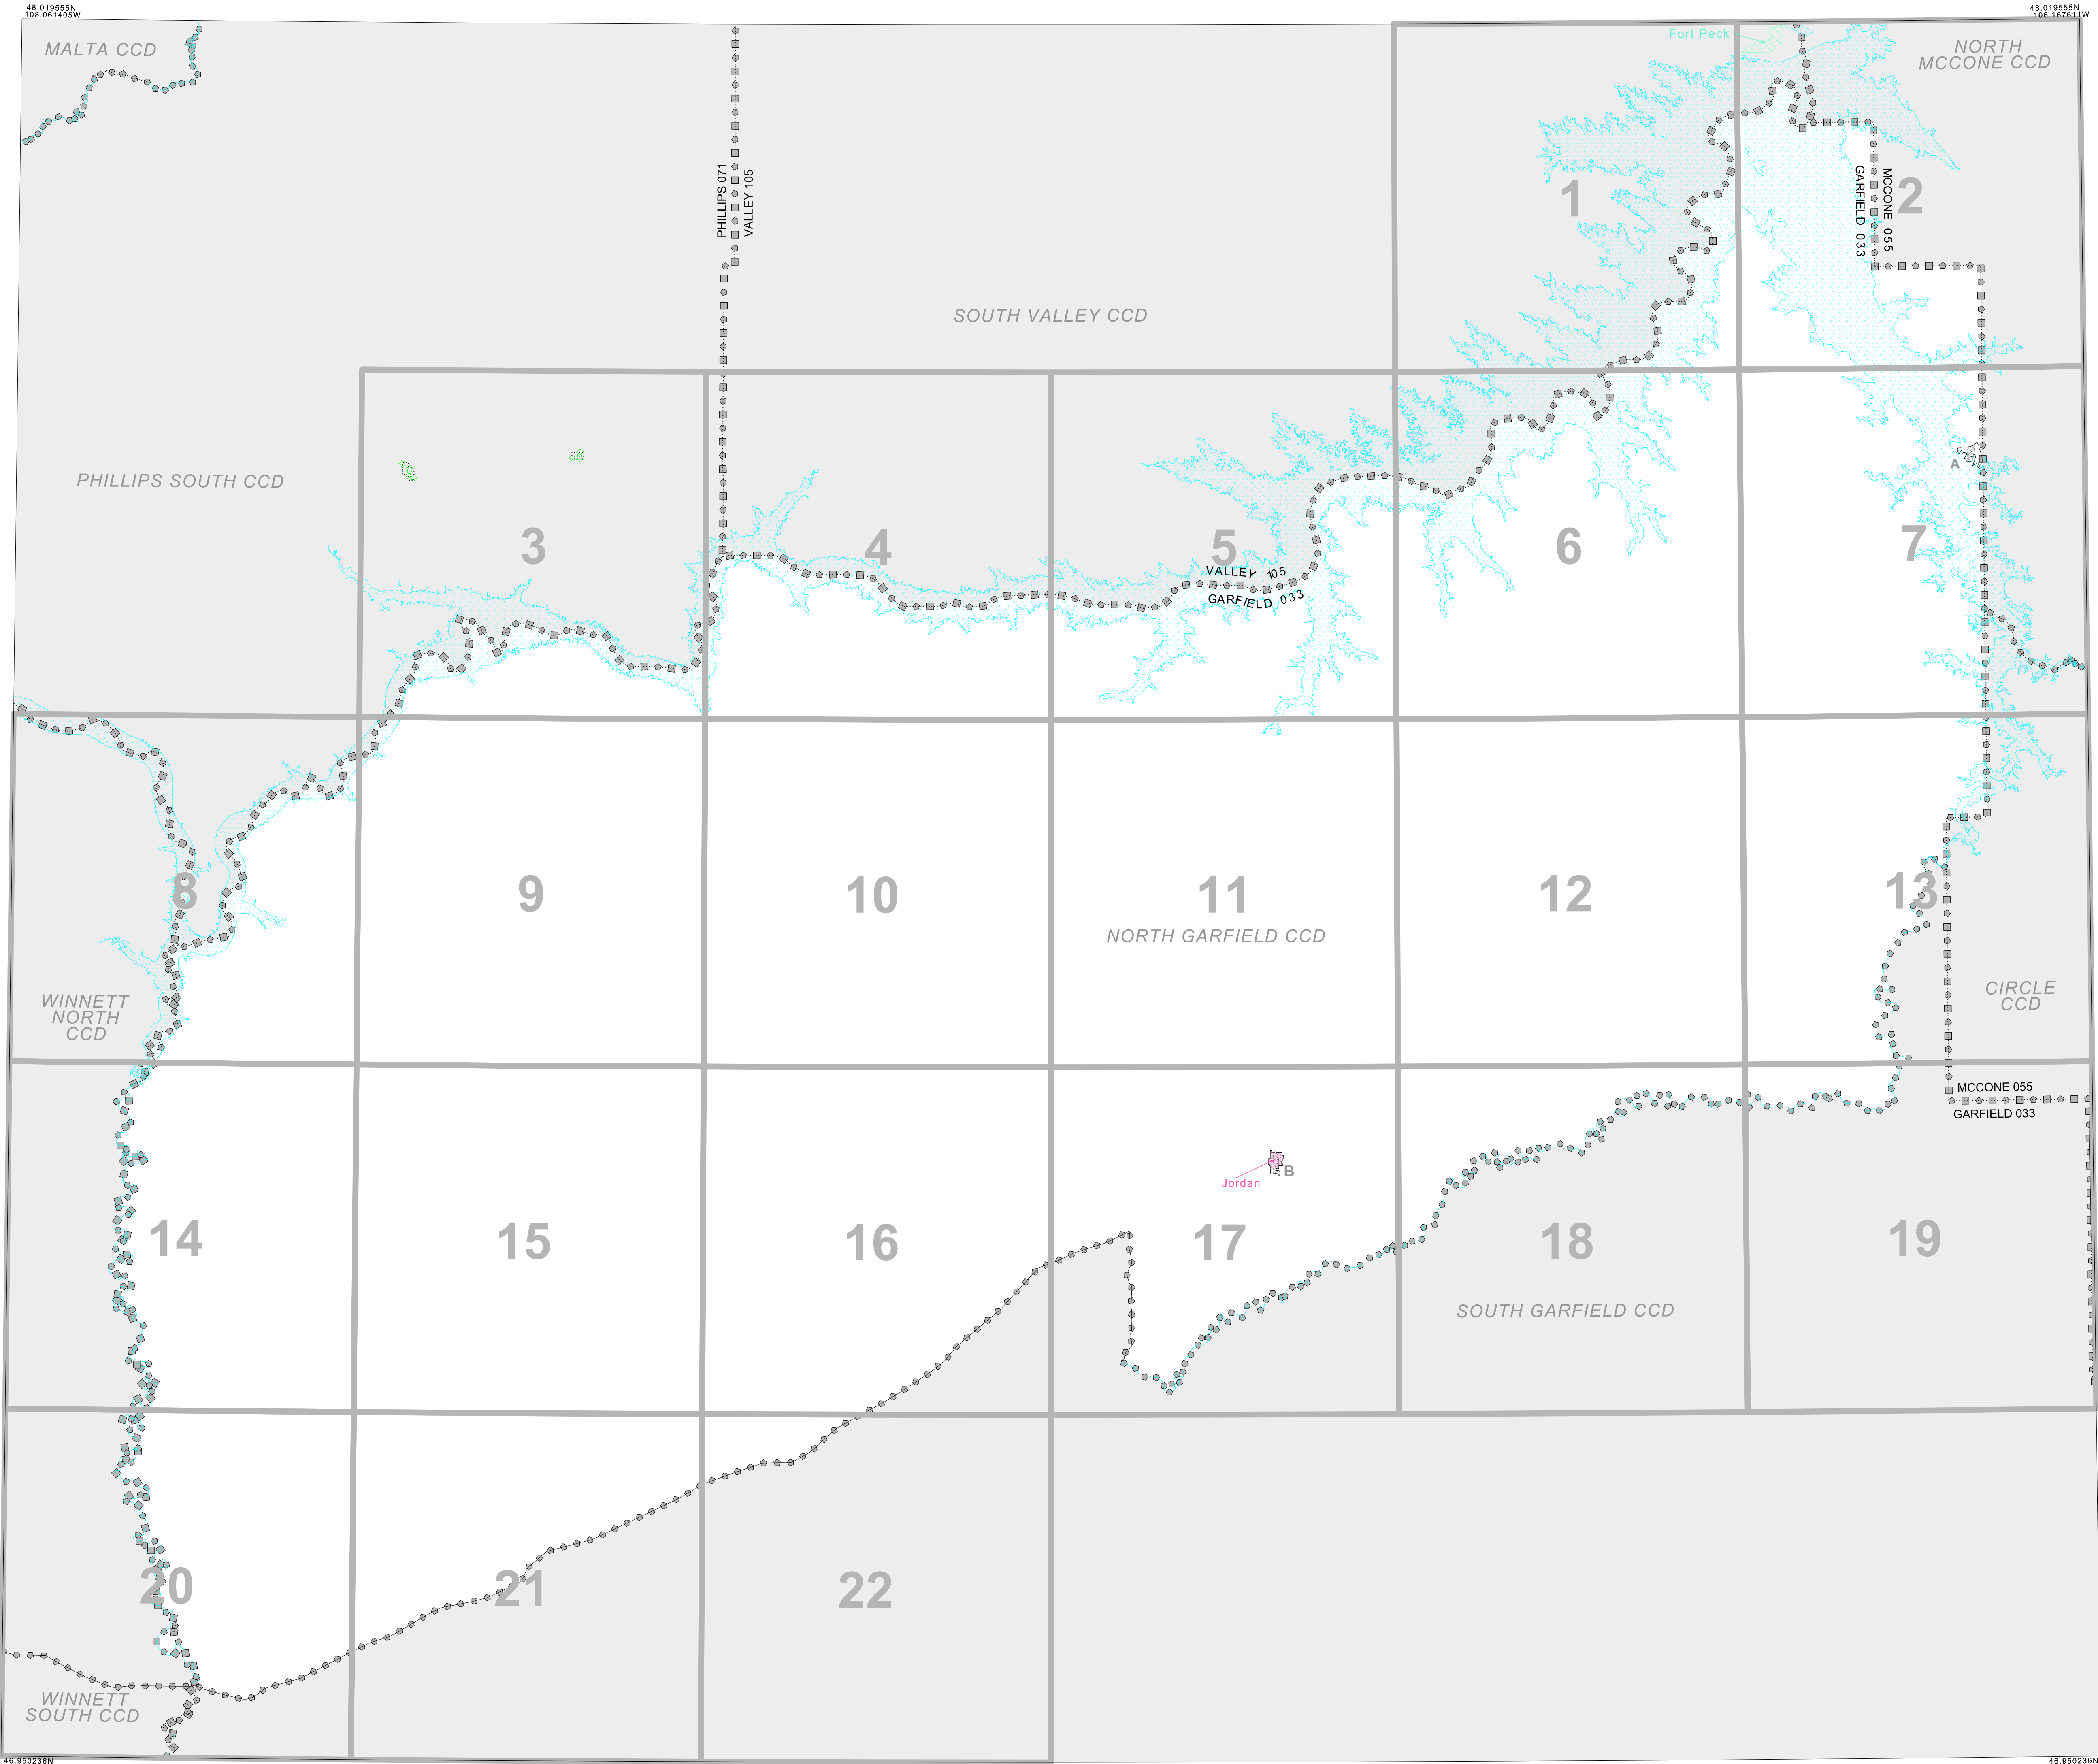 48.019555N
108.061405W
48.019555N
106.167611W
MALTA CCD
Fort Peck
NORTH
MCCONE CCD
PHILLIPS 071
VALLEY 105
1
GARFIELD 033
MCCONE 055
2
SOUTH VALLEY CCD
PHILLIPS SOUTH CCD
A
3
4
5
6
7
VALLEY 105
GARFIELD 033
8
9
10
11
12
13
NORTH GARFIELD CCD
WINNETT
NORTH
CCD
CIRCLE
CCD
MCCONE 055
GARFIELD 033
B
Jordan
14
15
16
17
18
19
SOUTH GARFIELD CCD
20
21
22
WINNETT
SOUTH CCD
46.950236N
46.950236N